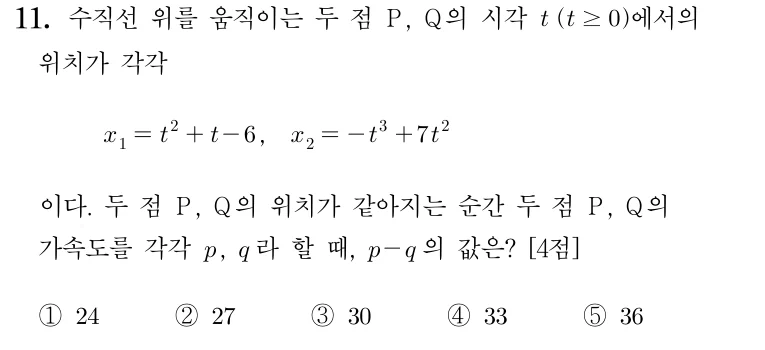 11. 수직선 위를 움직이는 두 점 P, Q의 시각 t (t ≥ 0)에서의
위치가 각각
x₁ = t² + t − 6, x₂ = −t³ + 7t²
이다. 두 점 P, Q의 위치가 같아지는 순간 두 점 P, Q의
가속도를 각각 p, q라 할 때, p−q의 값은? [4점]
① 24 ② 27 ③ 30 ④ 33 ⑤ 36